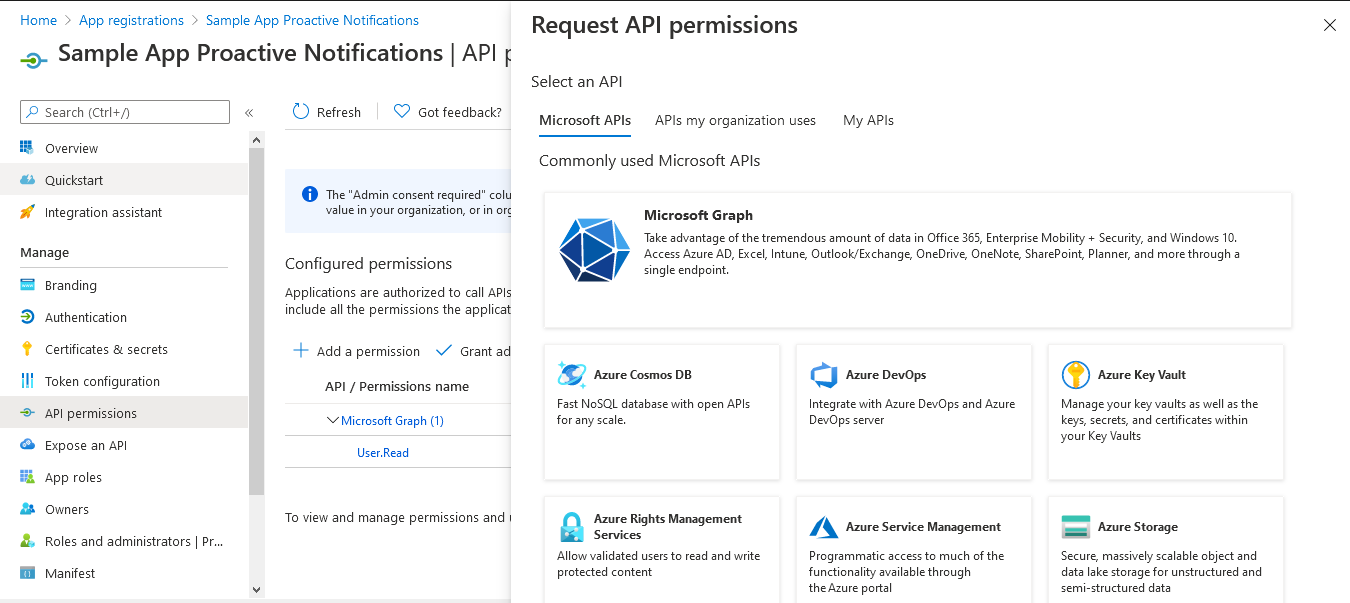 Home > App registrations > Sample App Proactive Notifications
Sample App Proactive Notifications | API p
Search (Ctrl+/)
«
Overview
Quickstart
Integration assistant
Manage
Branding
Authentication
Certificates & secrets
Token configuration
API permissions
Expose an API
App roles
Owners
Roles and administrators | Pr...
Manifest
Refresh
Got feedback?
The "Admin consent required" colu
value in your organization, or in org
Configured permissions
Applications are authorized to call APIs
include all the permissions the applicat
Add a permission
Grant ad
API / Permissions name
Microsoft Graph (1)
User.Read
To view and manage permissions and u
Request API permissions
Select an API
Microsoft APIs
APIs my organization uses
My APIs
Commonly used Microsoft APIs
Microsoft Graph
Take advantage of the tremendous amount of data in Office 365, Enterprise Mobility + Security, and Windows 10.
Access Azure AD, Excel, Intune, Outlook/Exchange, OneDrive, OneNote, SharePoint, Planner, and more through a
single endpoint.
Azure Cosmos DB
Fast NoSQL database with open APIs
for any scale.
Azure DevOps
Integrate with Azure DevOps and Azure
DevOps server
Azure Key Vault
Manage your key vaults as well as the
keys, secrets, and certificates within
your Key Vaults
Azure Rights Management
Services
Allow validated users to read and write
protected content
Azure Service Management
Programmatic access to much of the
functionality available through
the Azure portal
Azure Storage
Secure, massively scalable object and
data lake storage for unstructured and
semi-structured data